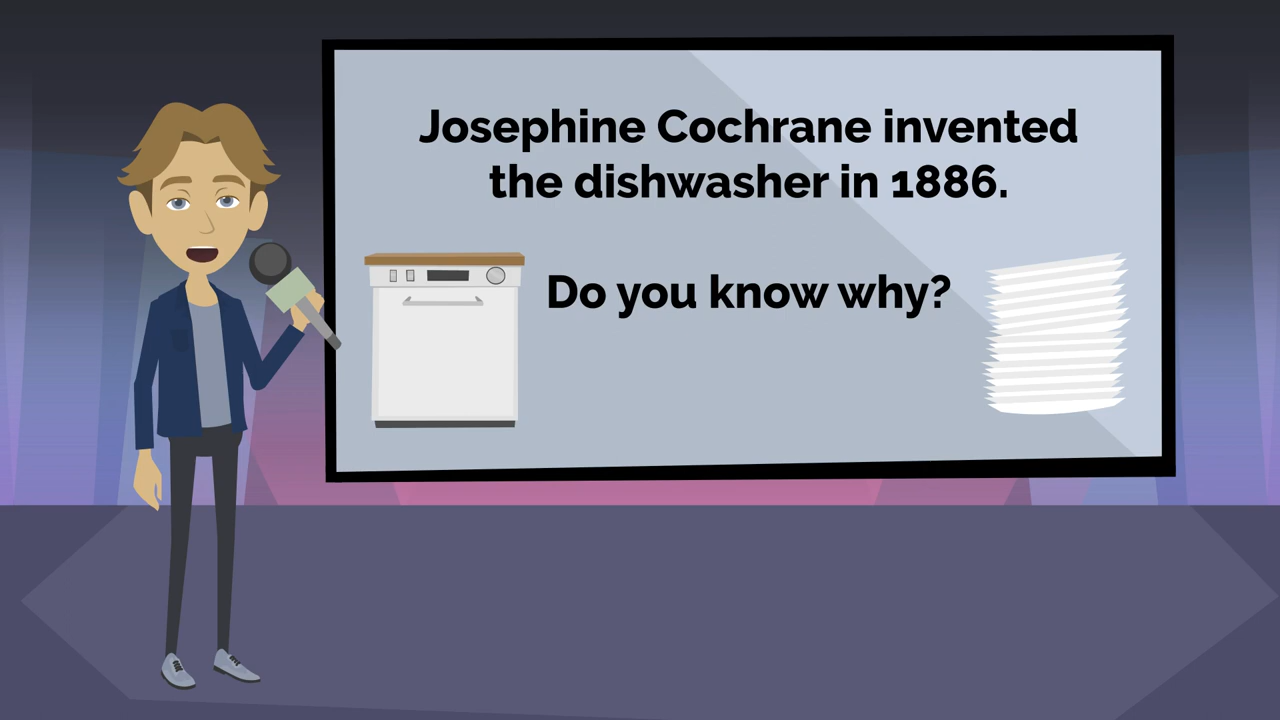 Josephine Cochrane invented
the dishwasher in 1886.
Do you know why?